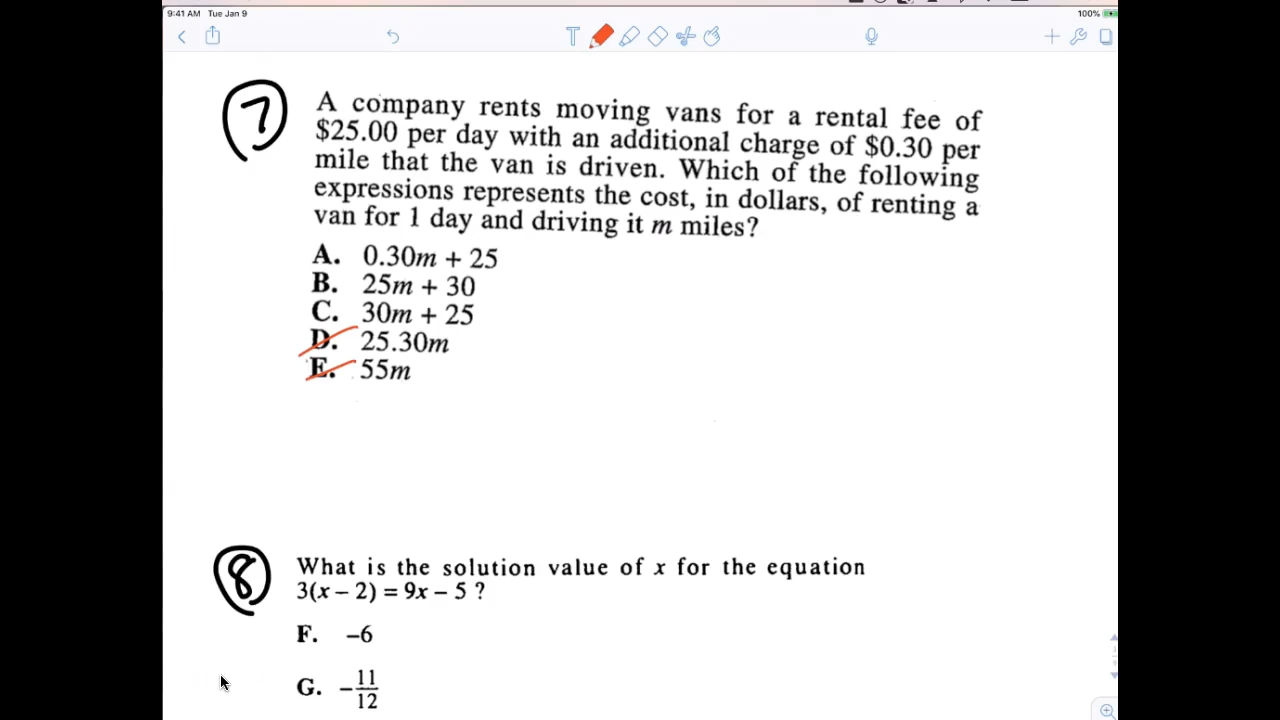 9:41 AM Tue Jan 9
100%
T
7
A company rents moving vans for a rental fee of
$25.00 per day with an additional charge of $0.30 per
mile that the van is driven. Which of the following
expressions represents the cost, in dollars, of renting a
van for 1 day and driving it m miles?
A. 0.30m + 25
B. 25m + 30
C. 30m + 25
D. 25.30m
E. 55m
8
What is the solution value of x for the equation
3(x – 2) = 9x – 5 ?
F. –6
G. –11/12